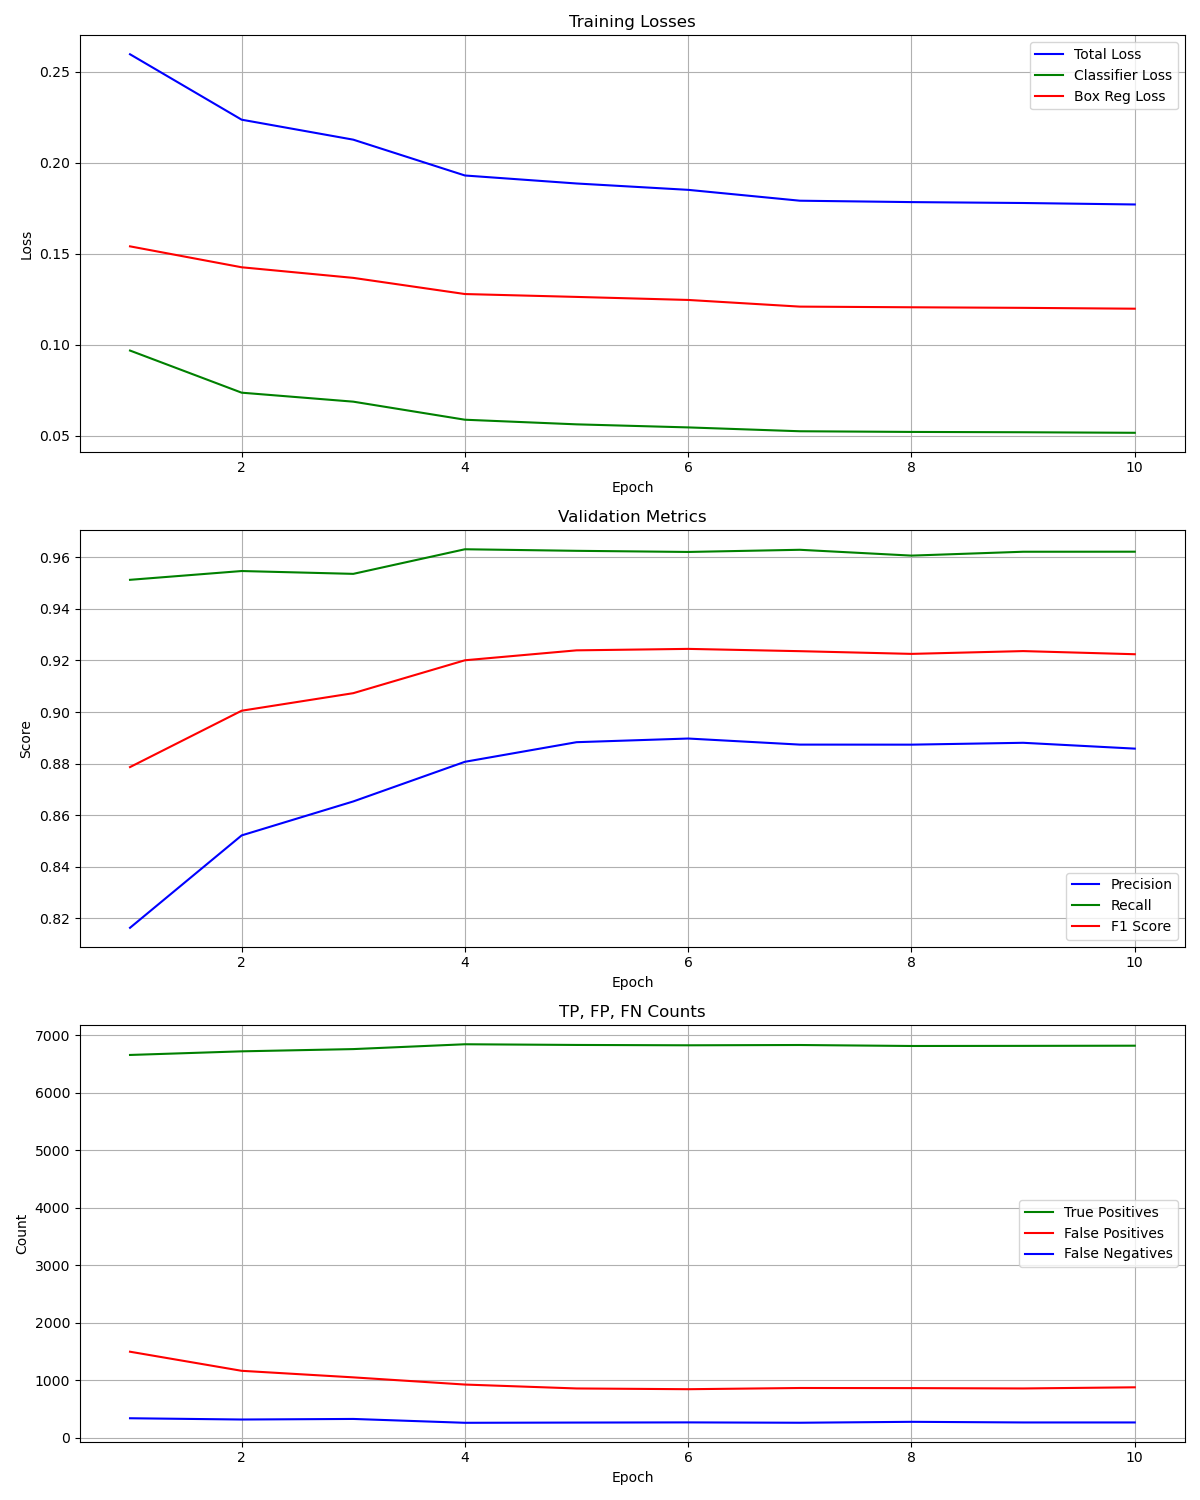 Training Losses
Total Loss
Classifier Loss
Box Reg Loss
0.25
0.20
0.15
0.10
0.05
Loss
2 4 6 8 10
Epoch
Validation Metrics
0.96
0.94
0.92
0.90
0.88
0.86
0.84
0.82
Score
Precision
Recall
F1 Score
2 4 6 8 10
Epoch
TP, FP, FN Counts
7000
6000
5000
4000
3000
2000
1000
0
Count
True Positives
False Positives
False Negatives
2 4 6 8 10
Epoch